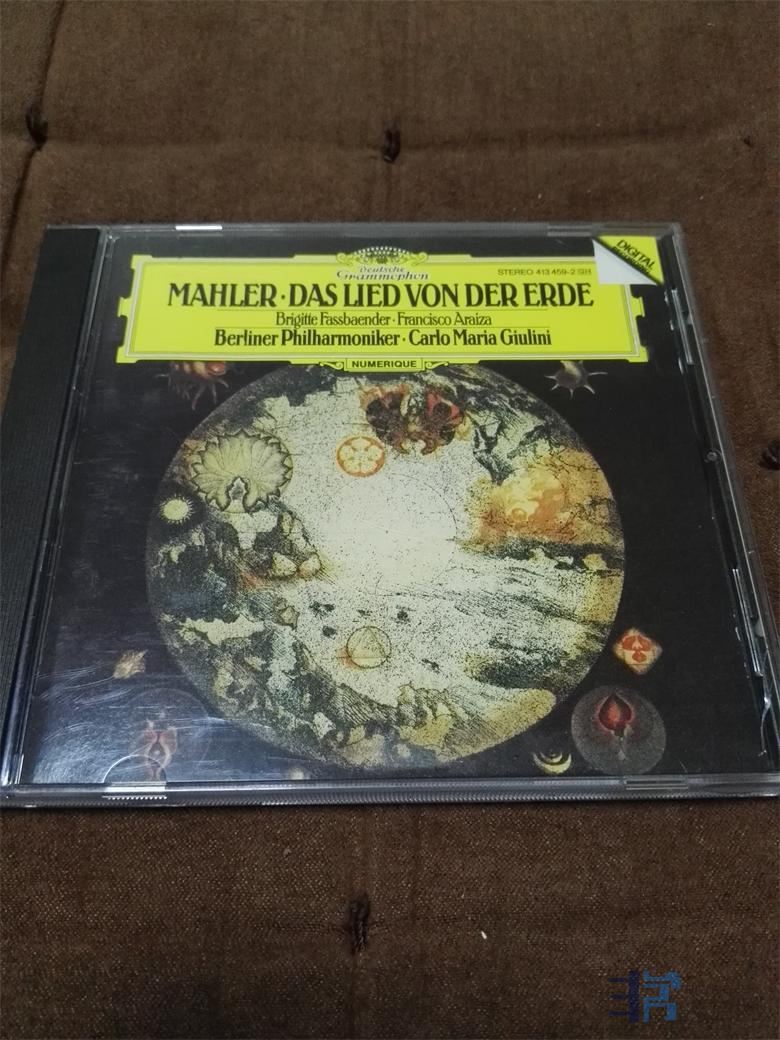 Deutsche
Grammophon
STEREO 413 459-2 GH
DIGITAL
MAHLER · DAS LIED VON DER ERDE
Brigitte Fassbaender · Francisco Araiza
Berliner Philharmoniker · Carlo Maria Giulini
NUMERIQUE